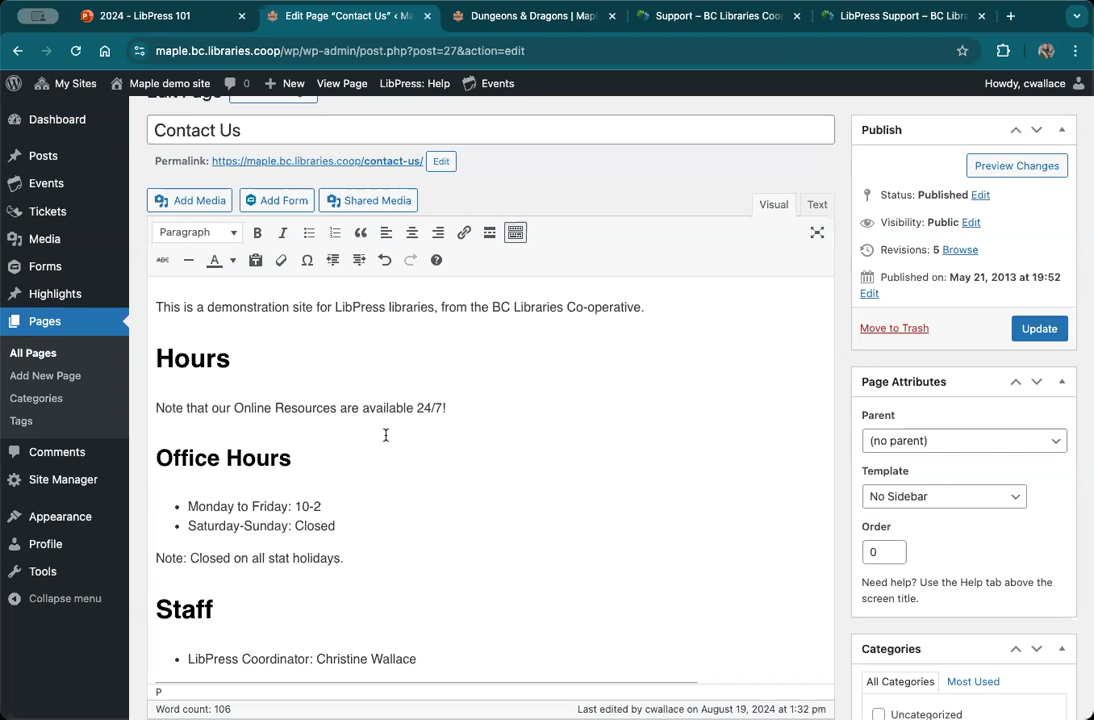 2024 - LibPress 101
Edit Page "Contact Us" ‹ Ma
Dungeons & Dragons | Mapl
Support – BC Libraries Coo
LibPress Support – BC Libra
maple.bc.libraries.coop/wp/wp-admin/post.php?post=27&action=edit
My Sites
Maple demo site
0
New
View Page
LibPress: Help
Events
Howdy, cwallace
Dashboard
Posts
Events
Tickets
Media
Forms
Highlights
Pages
All Pages
Add New Page
Categories
Tags
Comments
Site Manager
Appearance
Profile
Tools
Collapse menu
Contact Us
Permalink: https://maple.bc.libraries.coop/contact-us/ Edit
Add Media
Add Form
Shared Media
Visual
Text
Paragraph
B I
ABC
A
This is a demonstration site for LibPress libraries, from the BC Libraries Co-operative.
Hours
Note that our Online Resources are available 24/7!
Office Hours
• Monday to Friday: 10-2
• Saturday-Sunday: Closed
Note: Closed on all stat holidays.
Staff
• LibPress Coordinator: Christine Wallace
P
Word count: 106
Last edited by cwallace on August 19, 2024 at 1:32 pm
Publish
Preview Changes
Status: Published Edit
Visibility: Public Edit
Revisions: 5 Browse
Published on: May 21, 2013 at 19:52
Edit
Move to Trash
Update
Page Attributes
Parent
(no parent)
Template
No Sidebar
Order
0
Need help? Use the Help tab above the
screen title.
Categories
All Categories
Most Used
Uncategorized